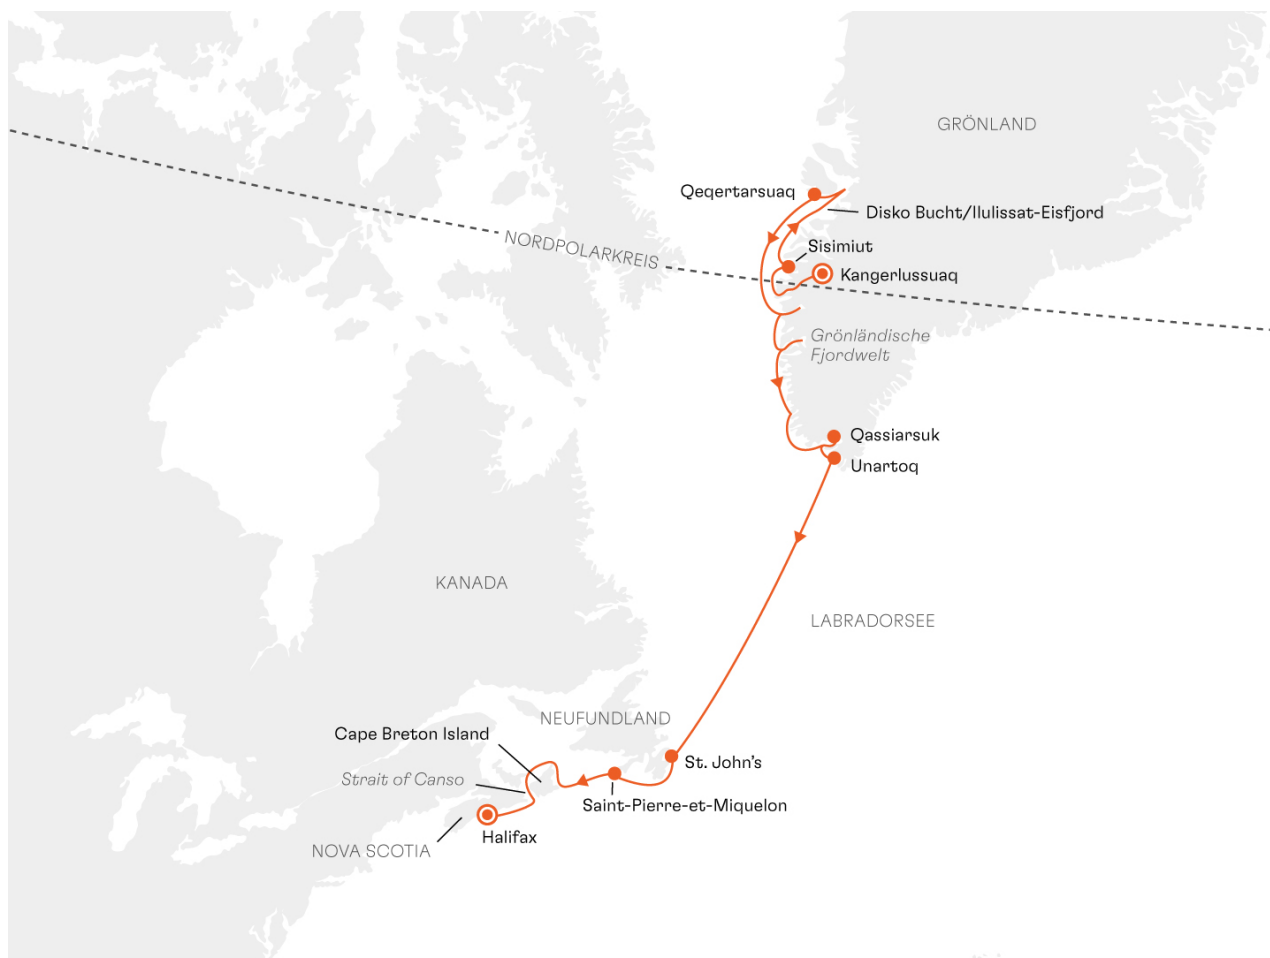 GRÖNLAND
Qeqertarsuaq
Disko Bucht/Ilulissat-Eisfjord
NORDPOLARKREIS
Sisimiut
Kangerlussuaq
Grönländische
Fjordwelt
Qassiarsuk
Unartoq
KANADA
LABRADORSEE
NEUFUNDLAND
Cape Breton Island
St. John's
Strait of Canso
Saint-Pierre-et-Miquelon
Halifax
NOVA SCOTIA